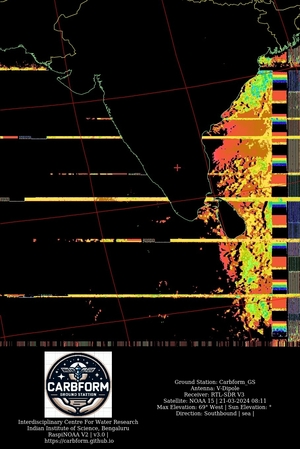 CARBFORM
GROUND STATION
Interdisciplinary Centre For Water Research
Indian Institute of Science, Bengaluru
RaspiNOAA V2 | v3.0 |
https://carbform.github.io
Ground Station: Carbform_GS
Antenna: V-Dipole
Receiver: RTL-SDR V3
Satellite: NOAA 15 | 21-03-2024 08:11
Max Elevation: 69° West | Sun Elevation: °
Direction: Southbound | sea |